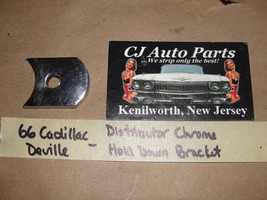 CJ Auto Parts
...We strip only the best!...
Kenilworth, New Jersey
66 Cadillac - Distributor Chrome
Deville Hold Down Bracket